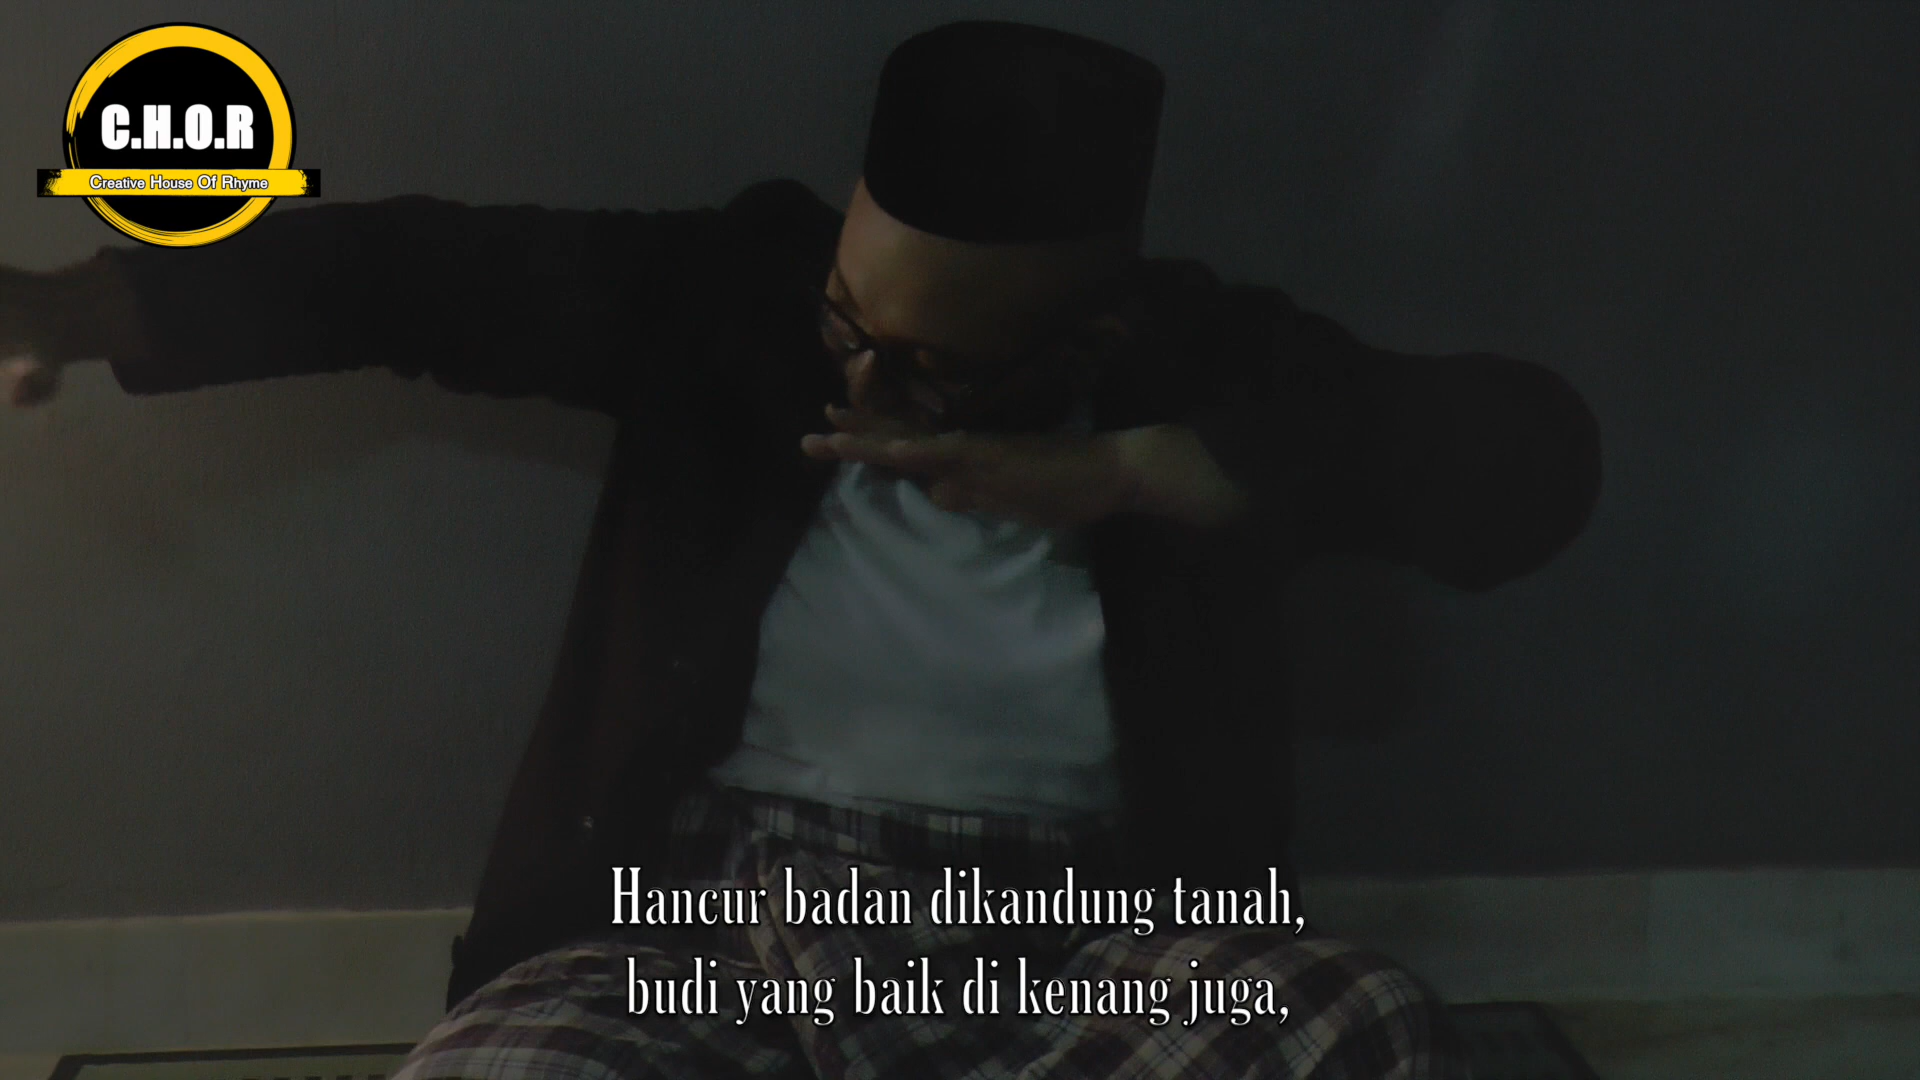 C.H.O.R
Creative House Of Rhyme
Hancur badan dikandung tanah,
budi yang baik di kenang juga,